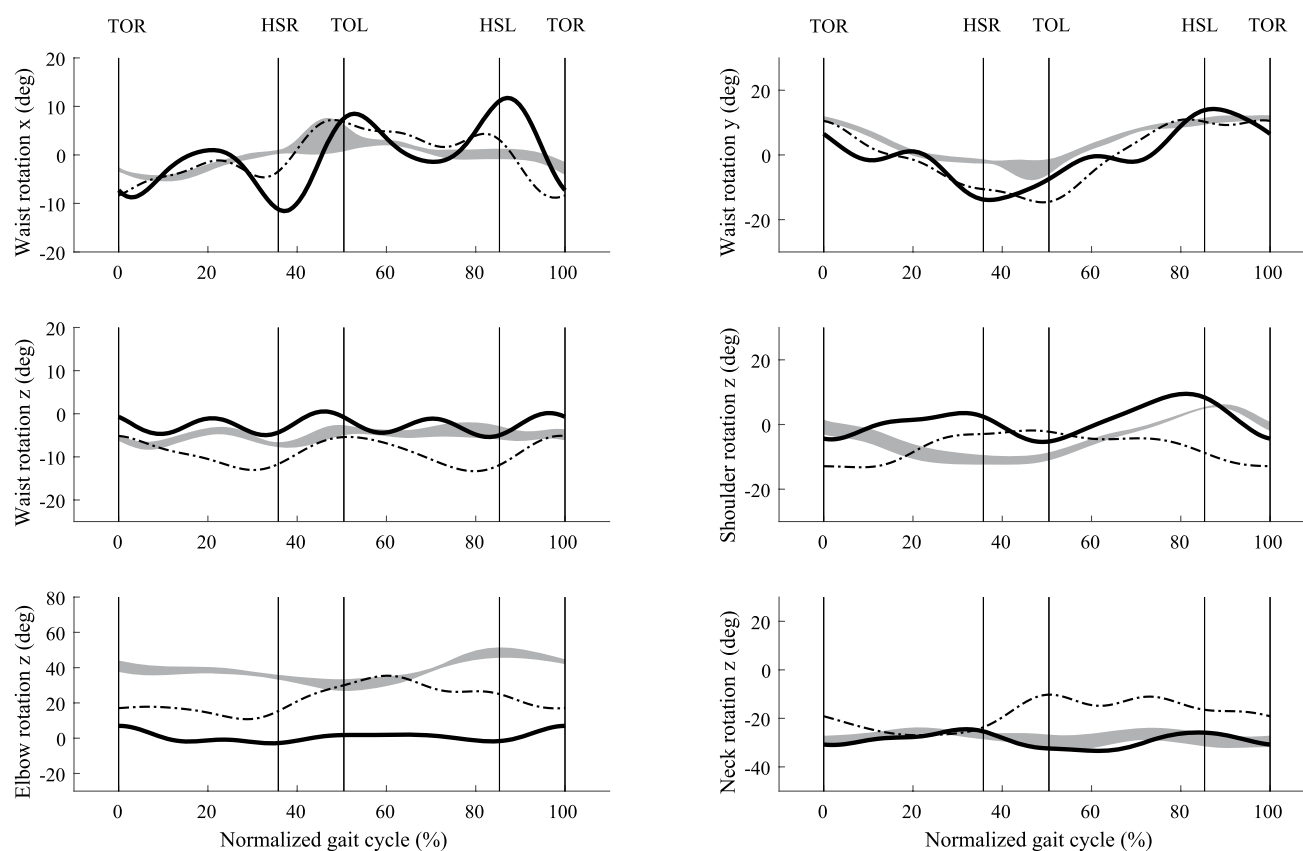 TOR HSR TOL HSL TOR
TOR HSR TOL HSL TOR
Waist rotation x (deg)
20
10
0
-10
-20
0 20 40 60 80 100
Waist rotation y (deg)
20
0
-20
0 20 40 60 80 100
Waist rotation z (deg)
20
10
0
-10
-20
0 20 40 60 80 100
Shoulder rotation z (deg)
20
0
-20
0 20 40 60 80 100
Elbow rotation z (deg)
80
60
40
20
0
-20
0 20 40 60 80 100
Normalized gait cycle (%)
Neck rotation z (deg)
20
0
-20
-40
0 20 40 60 80 100
Normalized gait cycle (%)